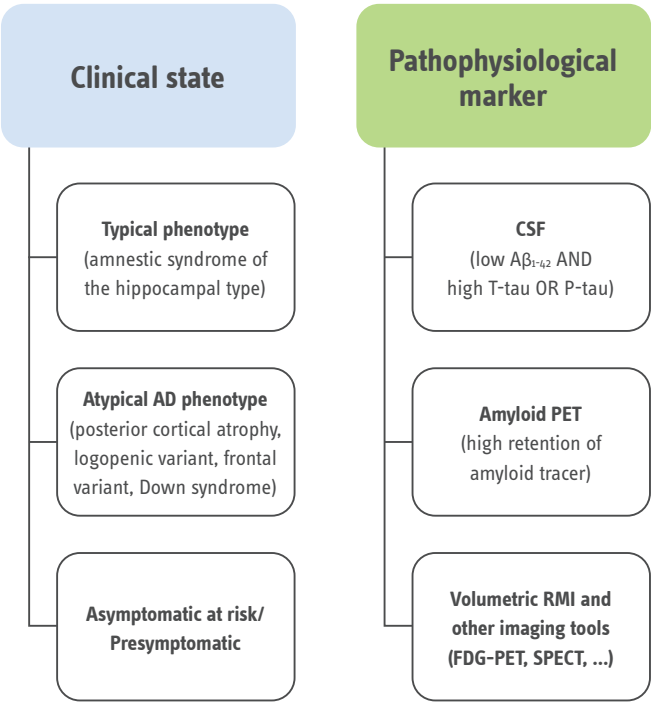 Clinical state
Typical phenotype
(amnestic syndrome of
the hippocampal type)
Atypical AD phenotype
(posterior cortical atrophy,
logopenic variant, frontal
variant, Down syndrome)
Asymptomatic at risk/
Presymptomatic
Pathophysiological
marker
CSF
(low Aβ₁₋₄₂ AND
high T-tau OR P-tau)
Amyloid PET
(high retention of
amyloid tracer)
Volumetric RMI and
other imaging tools
(FDG-PET, SPECT, ...)